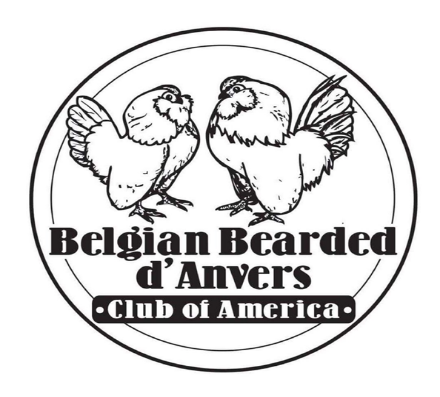 Belgian Bearded
d'Anvers
•Club of America•